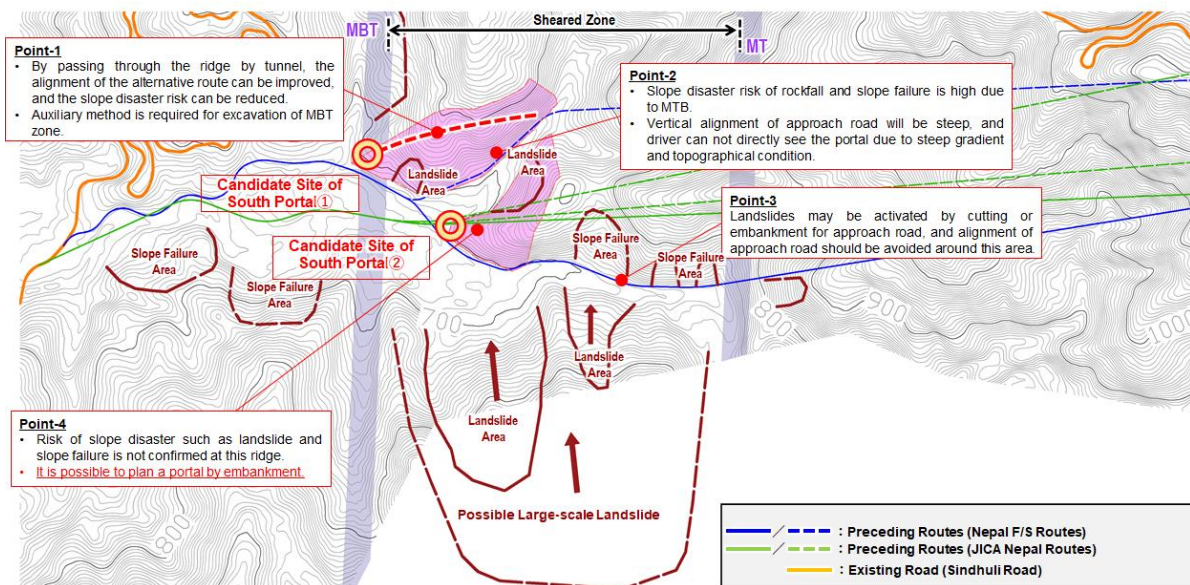 Sheared Zone
MBT
MT
Point-1
• By passing through the ridge by tunnel, the
alignment of the alternative route can be improved,
and the slope disaster risk can be reduced.
• Auxiliary method is required for excavation of MBT
zone.
Point-2
• Slope disaster risk of rockfall and slope failure is high due
to MTB.
• Vertical alignment of approach road will be steep, and
driver can not directly see the portal due to steep gradient
and topographical condition.
Landslide
Area
Landslide
Area
Candidate Site of
South Portal①
Candidate Site of
South Portal②
Point-3
Landslides may be activated by cutting or
embankment for approach road, and alignment of
approach road should be avoided around this area.
Slope Failure
Area
Slope Failure
Area
Slope Failure
Area
Slope Failure
Area
900
900
1000
Landslide
Area
Landslide
Area
Point-4
• Risk of slope disaster such as landslide and
slope failure is not confirmed at this ridge.
• It is possible to plan a portal by embankment.
Possible Large-scale Landslide
800
: Preceding Routes (Nepal F/S Routes)
: Preceding Routes (JICA Nepal Routes)
: Existing Road (Sindhuli Road)